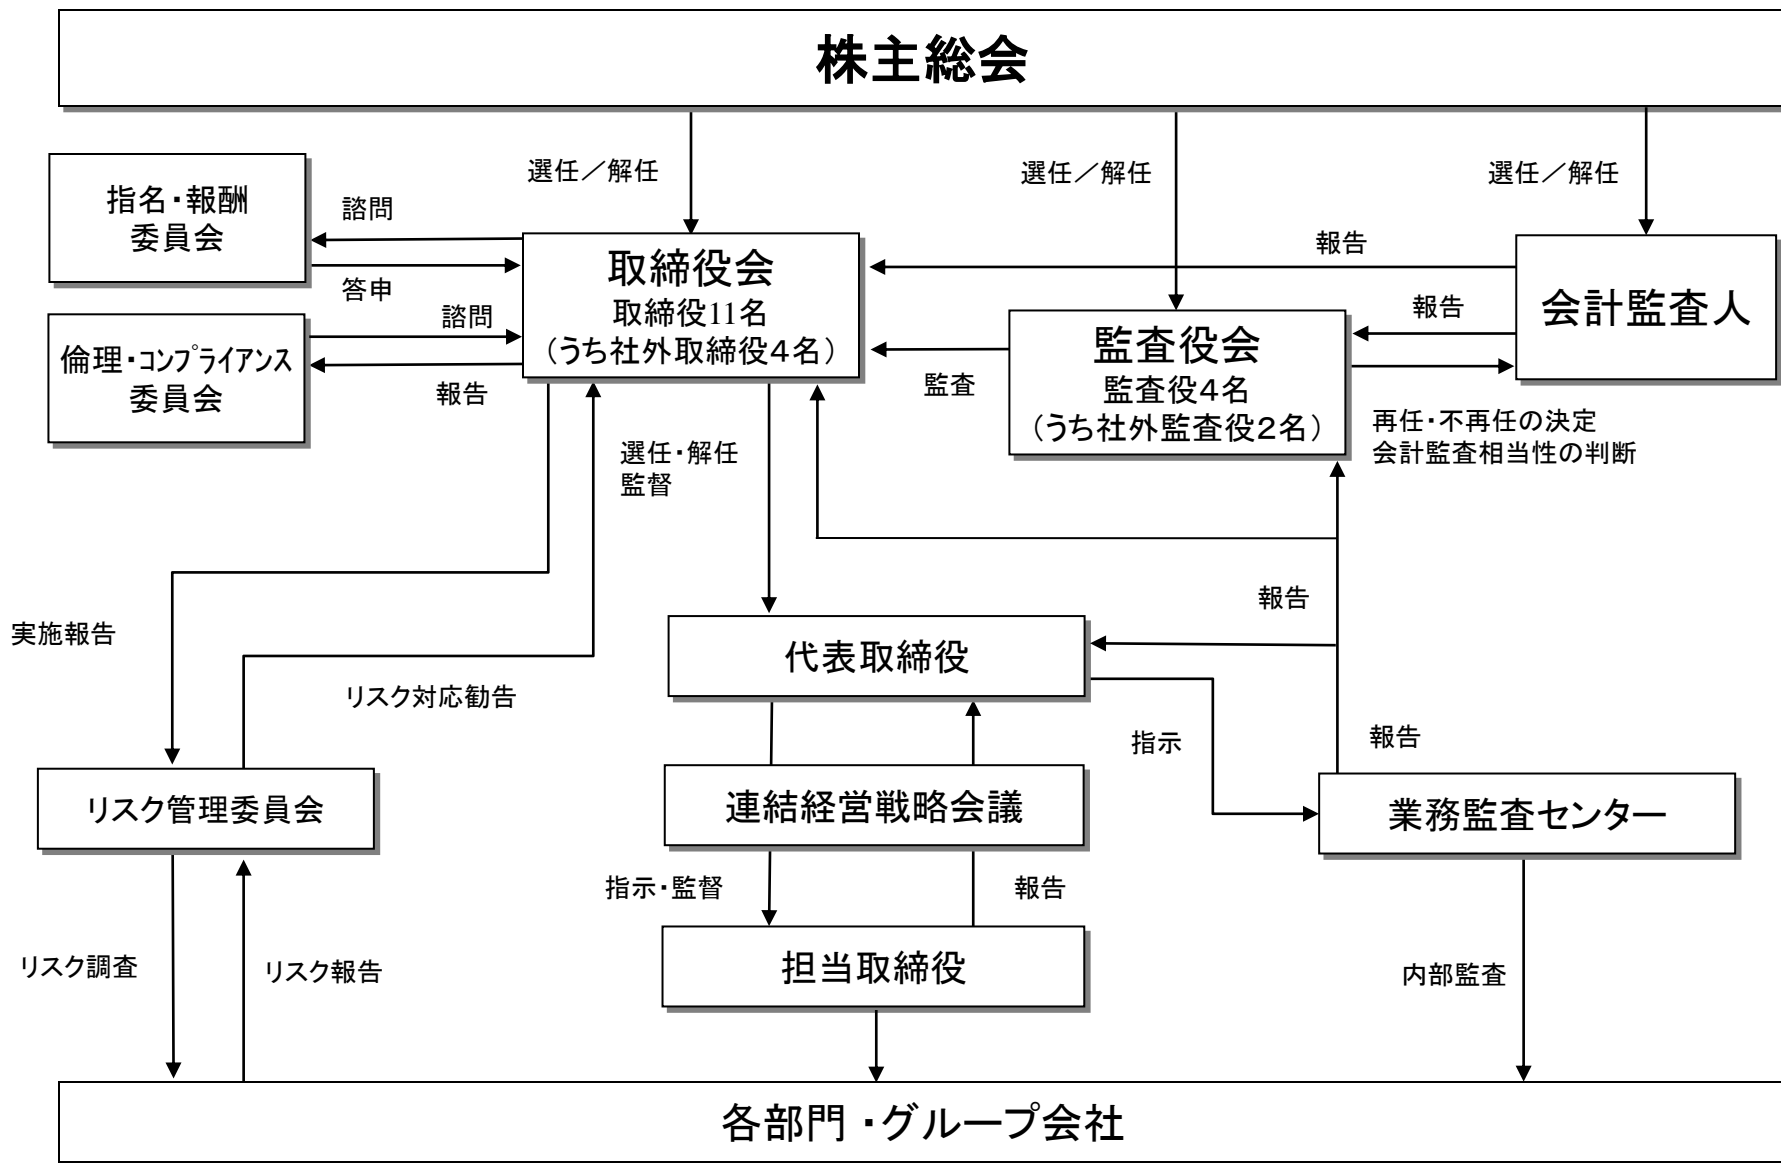 株主総会
選任／解任
選任／解任
選任／解任
指名・報酬
委員会
諮問
答申
取締役会
取締役11名
（うち社外取締役４名）
報告
会計監査人
倫理・コンプライアンス
委員会
諮問
報告
監査
監査役会
監査役４名
（うち社外監査役２名）
報告
再任・不再任の決定
会計監査相当性の判断
選任・解任
監督
実施報告
リスク対応勧告
代表取締役
報告
指示
報告
リスク管理委員会
連結経営戦略会議
業務監査センター
指示・監督
報告
リスク調査
リスク報告
担当取締役
内部監査
各部門・グループ会社